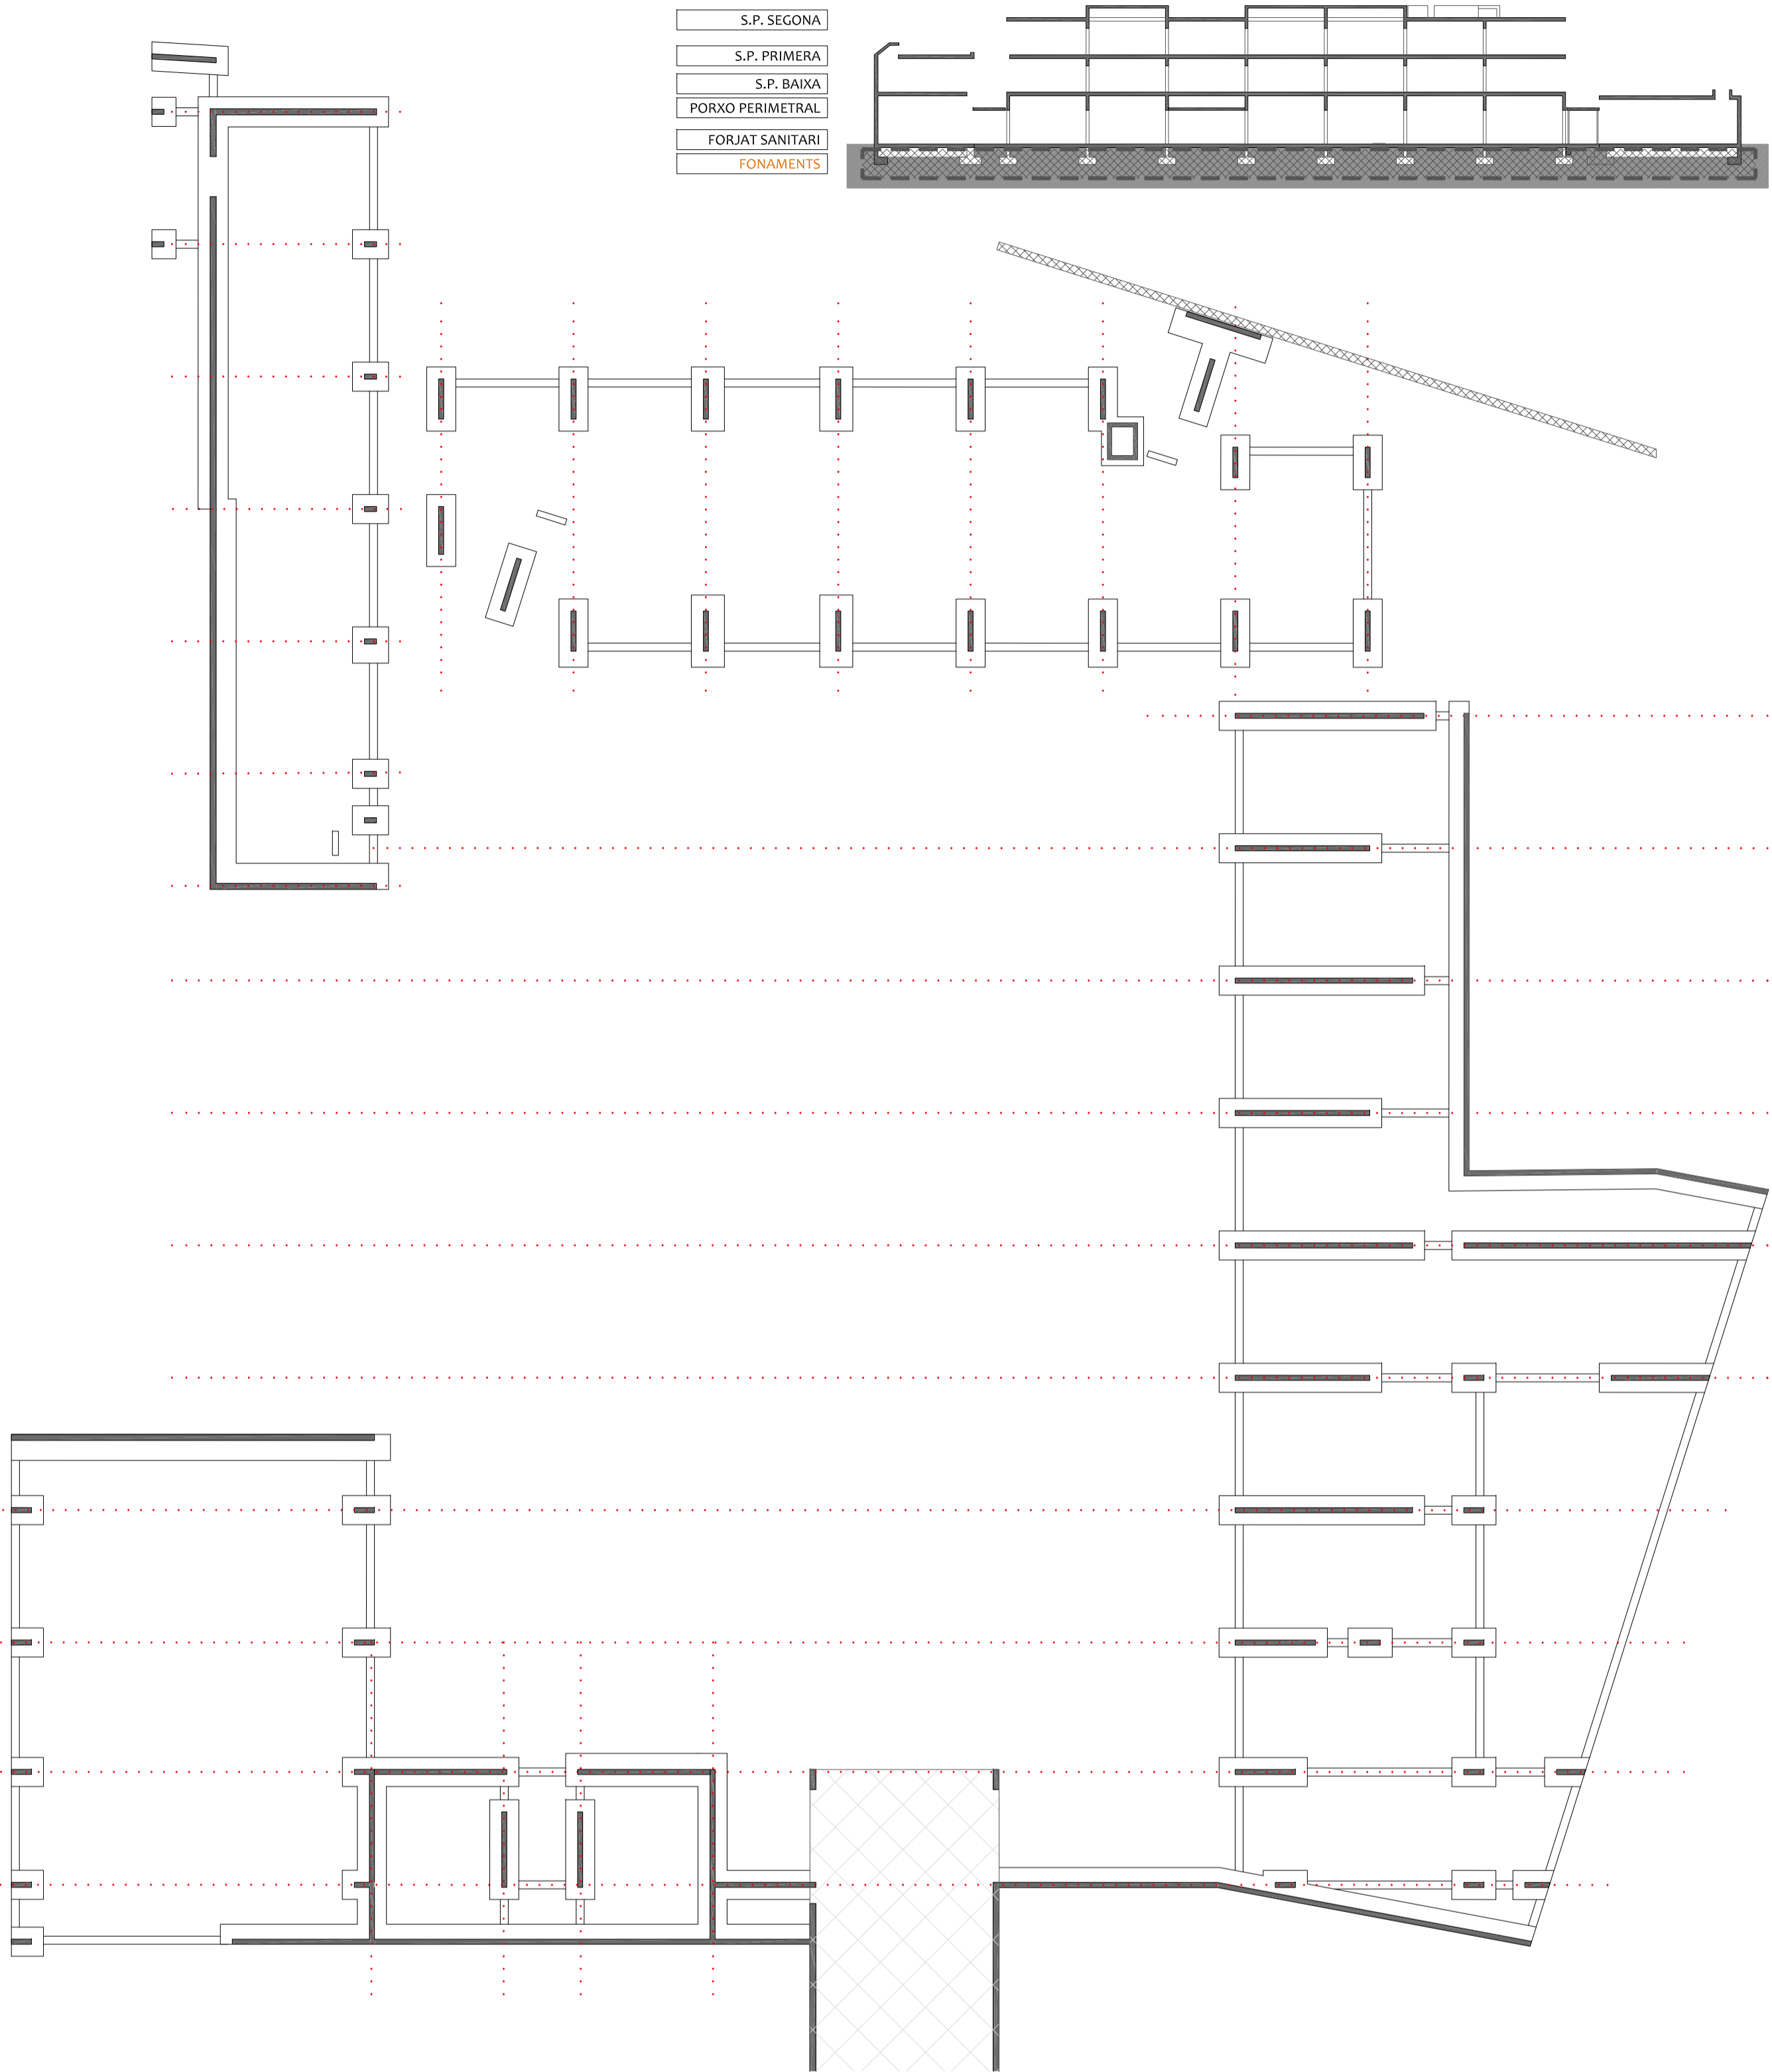 S.P. SEGONA
S.P. PRIMERA
S.P. BAIXA
PORXO PERIMETRAL
FORJAT SANITARI
FONAMENTS